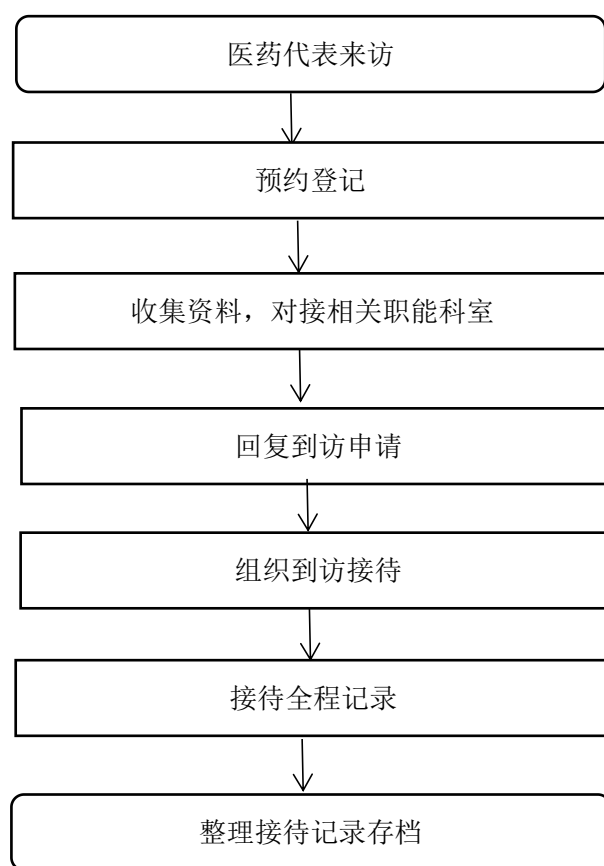 医药代表来访
预约登记
收集资料，对接相关职能科室
回复到访申请
组织到访接待
接待全程记录
整理接待记录存档